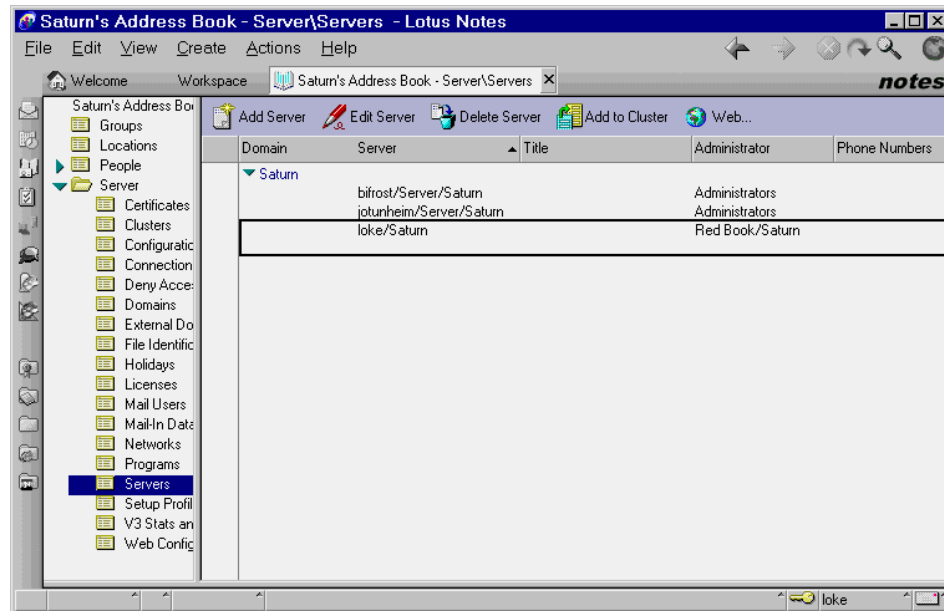 Saturn's Address Book - Server\Servers - Lotus Notes
File Edit View Create Actions Help
Welcome Workspace Saturn's Address Book - Server\Servers
notes
Saturn's Address Bo
Groups
Locations
People
Server
Certificates
Clusters
Configuratic
Connection
Deny Acce
Domains
External Do
File Identific
Holidays
Licenses
Mail Users
Mail-In Data
Networks
Programs
Servers
Setup Profil
V3 Stats an
Web Config
Add Server Edit Server Delete Server Add to Cluster Web...
Domain Server Title Administrator Phone Numbers
Saturn
bifrost/Server/Saturn Administrators
jotunheim/Server/Saturn Administrators
loke/Saturn Red Book/Saturn
loke